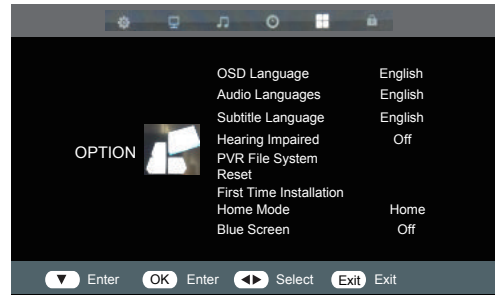 OSD Language English
Audio Languages English
Subtitle Language English
Hearing Impaired Off
OPTION
PVR File System
Reset
First Time Installation
Home Mode Home
Blue Screen Off
▼ Enter OK Enter ◀▶ Select Exit Exit